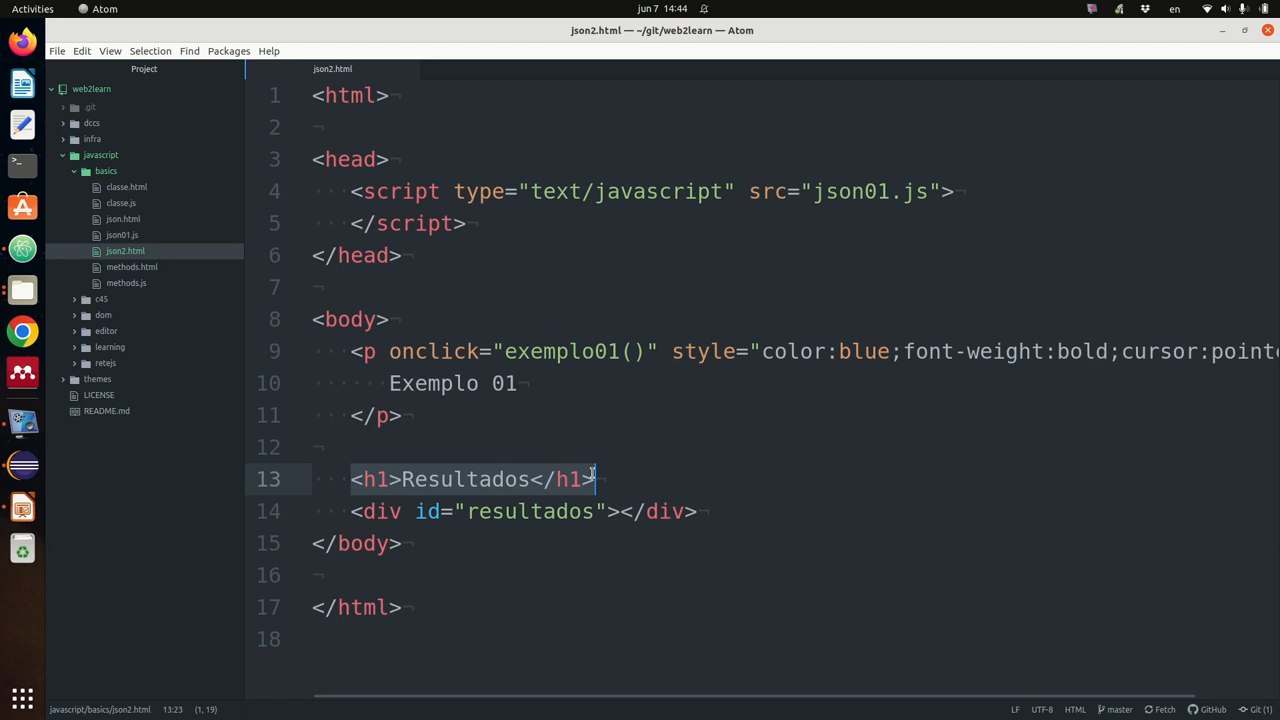 Activities
Atom
jun 7 14:44
en
json2.html — ~/git/web2learn — Atom
File Edit View Selection Find Packages Help
Project
web2learn
.git
dccs
infra
javascript
basics
classe.html
classe.js
json.html
json01.js
json2.html
methods.html
methods.js
c45
dom
editor
learning
retejs
themes
LICENSE
README.md
json2.html
1 <html>¬
2 ¬
3 <head>¬
4 <script type="text/javascript" src="json01.js">¬
5 </script>¬
6 </head>¬
7 ¬
8 <body>¬
9 <p onclick="exemplo01()" style="color:blue;font-weight:bold;cursor:pointe
10 Exemplo 01¬
11 </p>¬
12 ¬
13 <h1>Resultados</h1>¬
14 <div id="resultados"></div>¬
15 </body>¬
16 ¬
17 </html>¬
18
javascript/basics/json2.html 13:23 (1, 19)
LF UTF-8 HTML master Fetch GitHub Git (1)